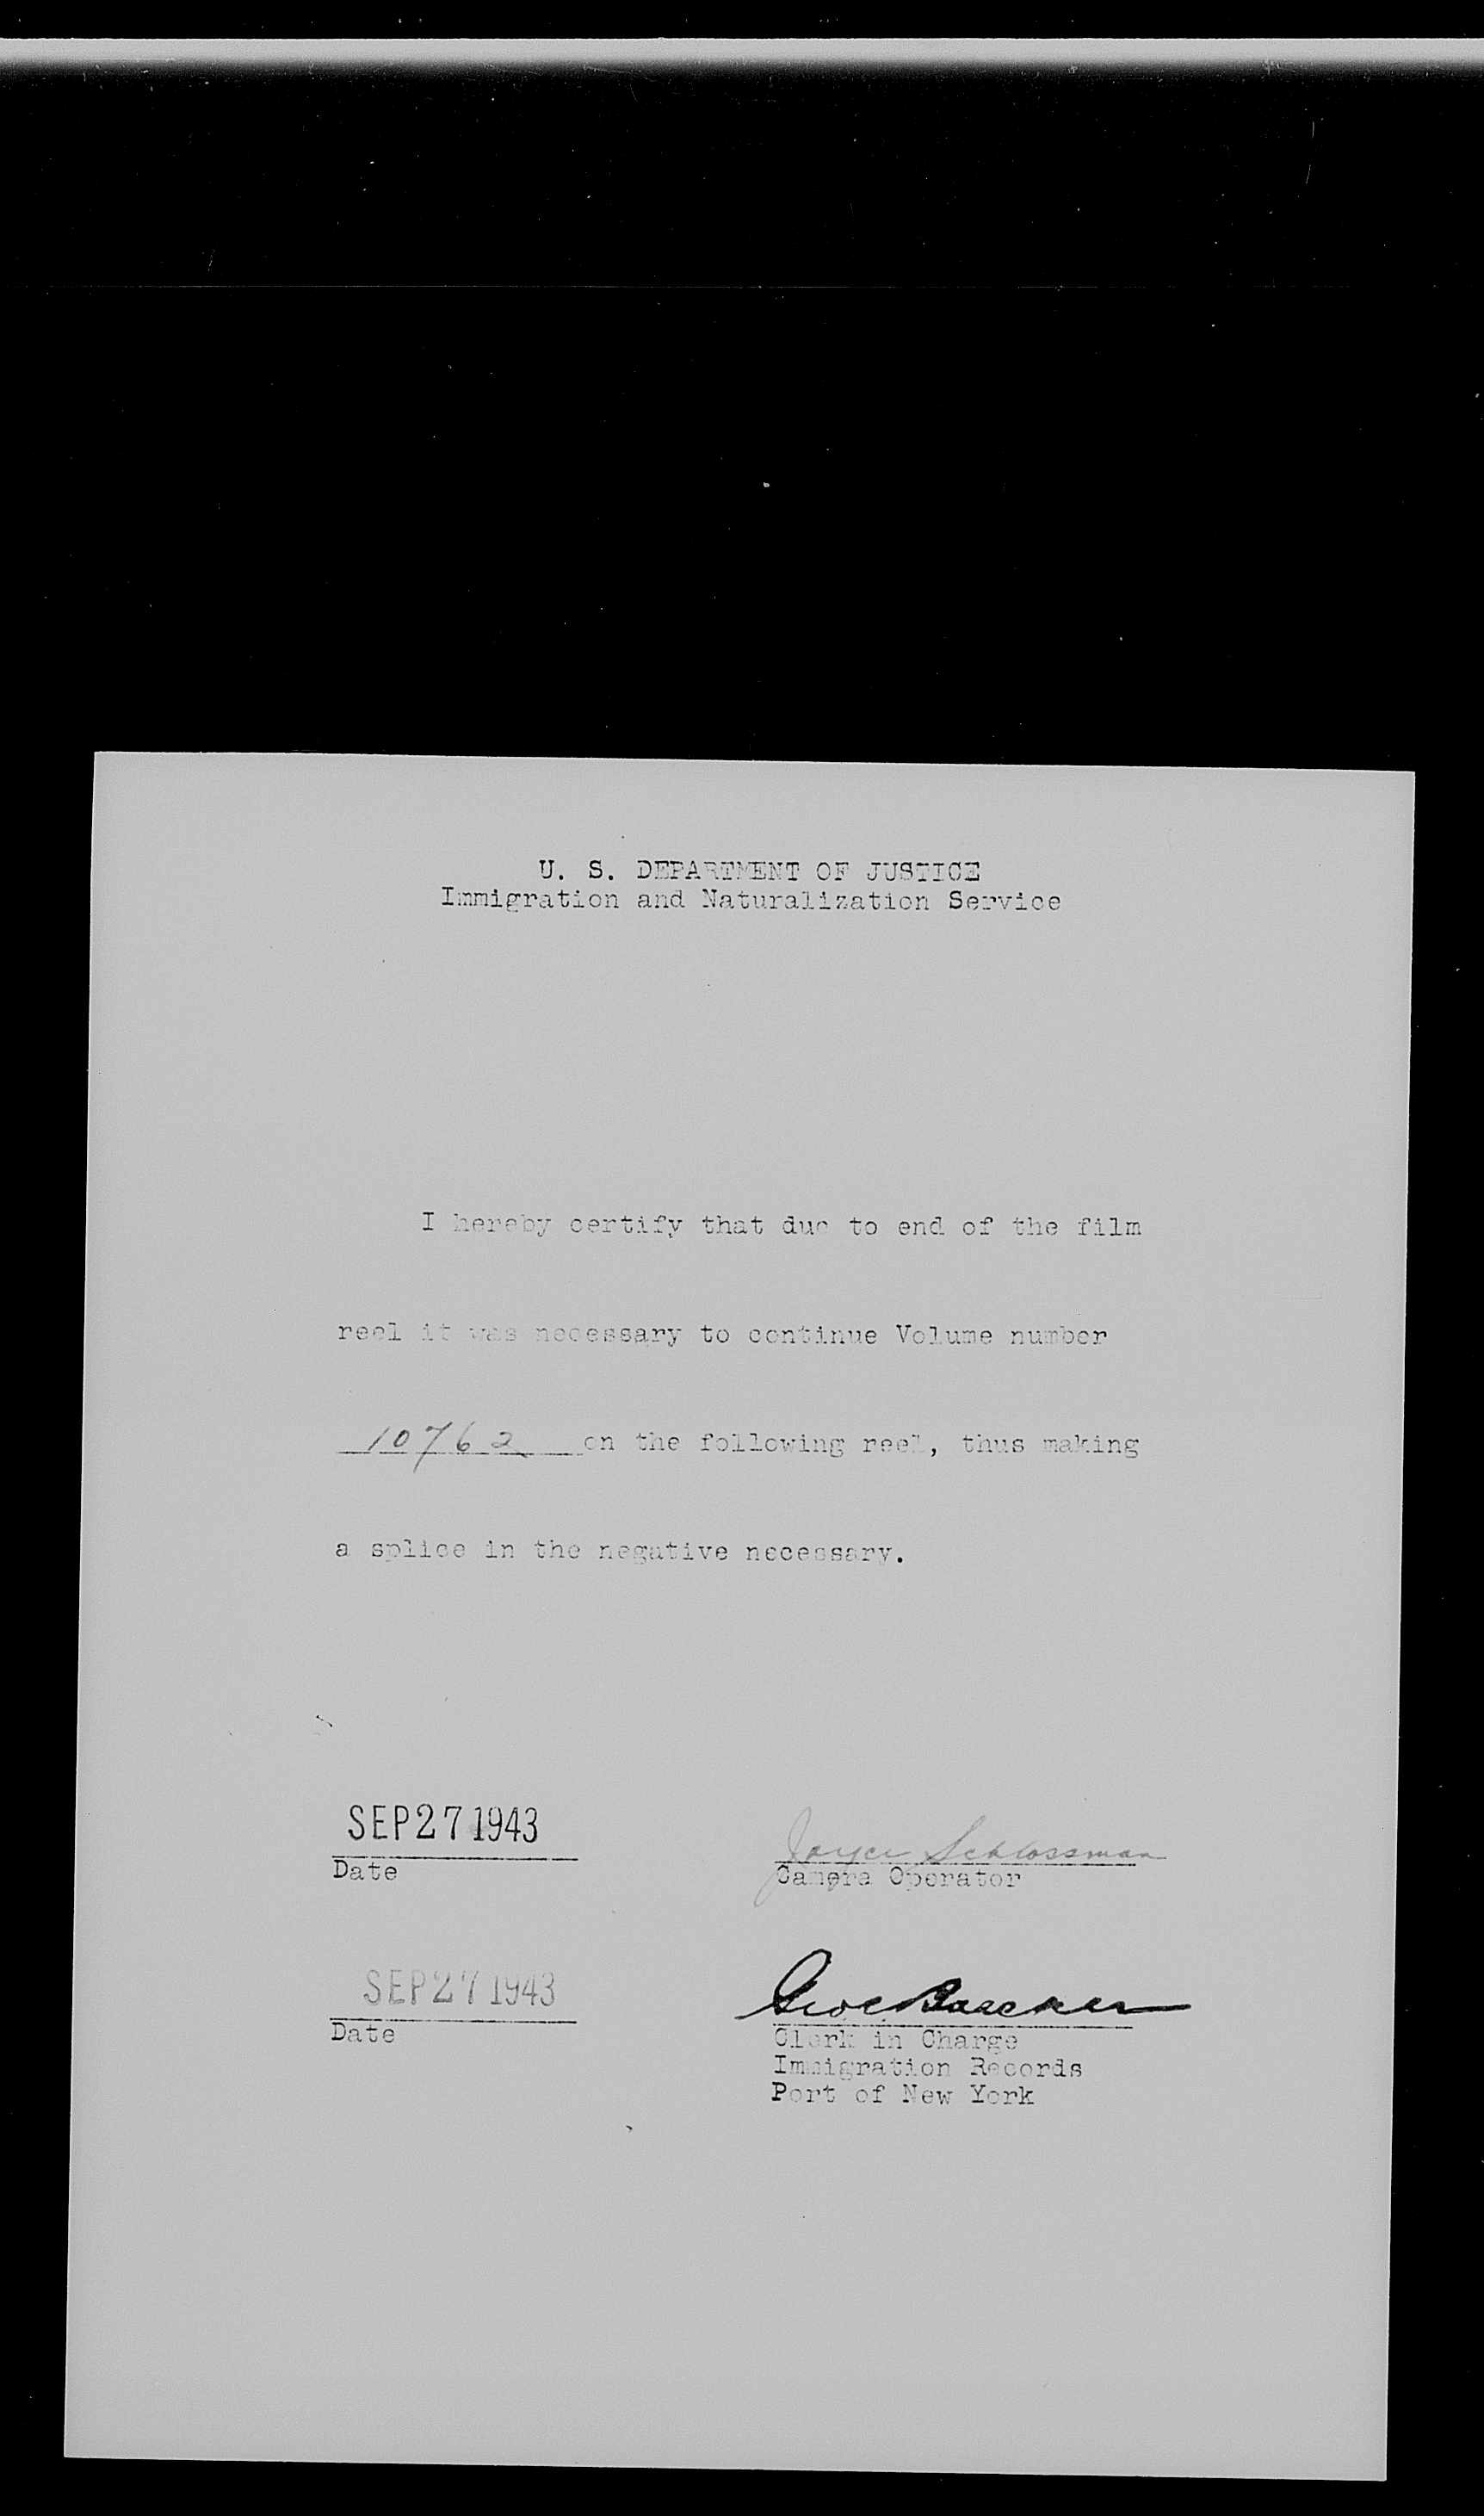 U. S. DEPARTMENT OF JUSTICE
Immigration and Naturalization Service
I hereby certify that due to end of the film
reel it was necessary to continue Volume number
10762 on the following reel, thus making
a splice in the negative necessary.
SEP 27 1943
Date
Joyce Schlossman
Camera Operator
SEP 27 1943
Date
Clerk in Charge
Immigration Records
Port of New York